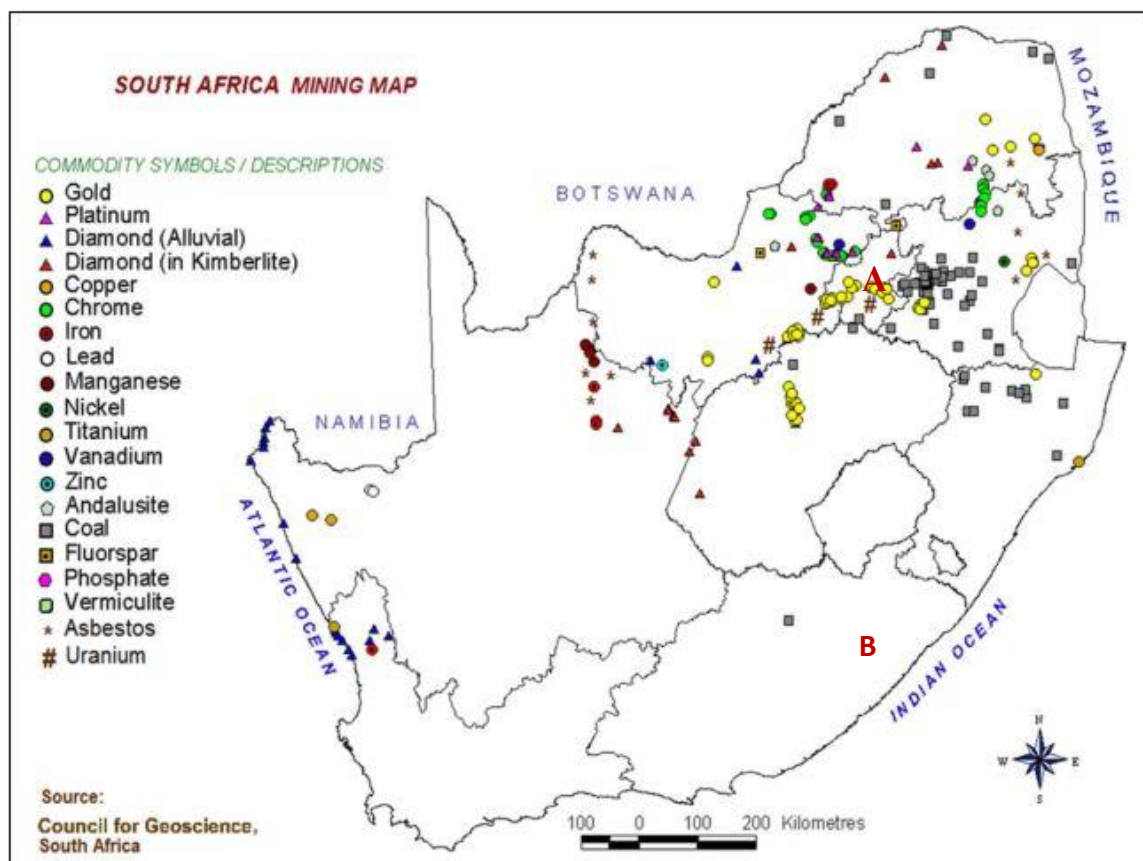 SOUTH AFRICA MINING MAP
COMMODITY SYMBOLS / DESCRIPTIONS
Gold
Platinum
Diamond (Alluvial)
Diamond (in Kimberlite)
Copper
Chrome
Iron
Lead
Manganese
Nickel
Titanium
Vanadium
Zinc
Andalusite
Coal
Fluorspar
Phosphate
Vermiculite
Asbestos
# Uranium
BOTSWANA
MOZAMBIQUE
NAMIBIA
ATLANTIC OCEAN
INDIAN OCEAN
A
B
#
#
#
N
W E
S
100 0 100 200 Kilometres
Source:
Council for Geoscience,
South Africa